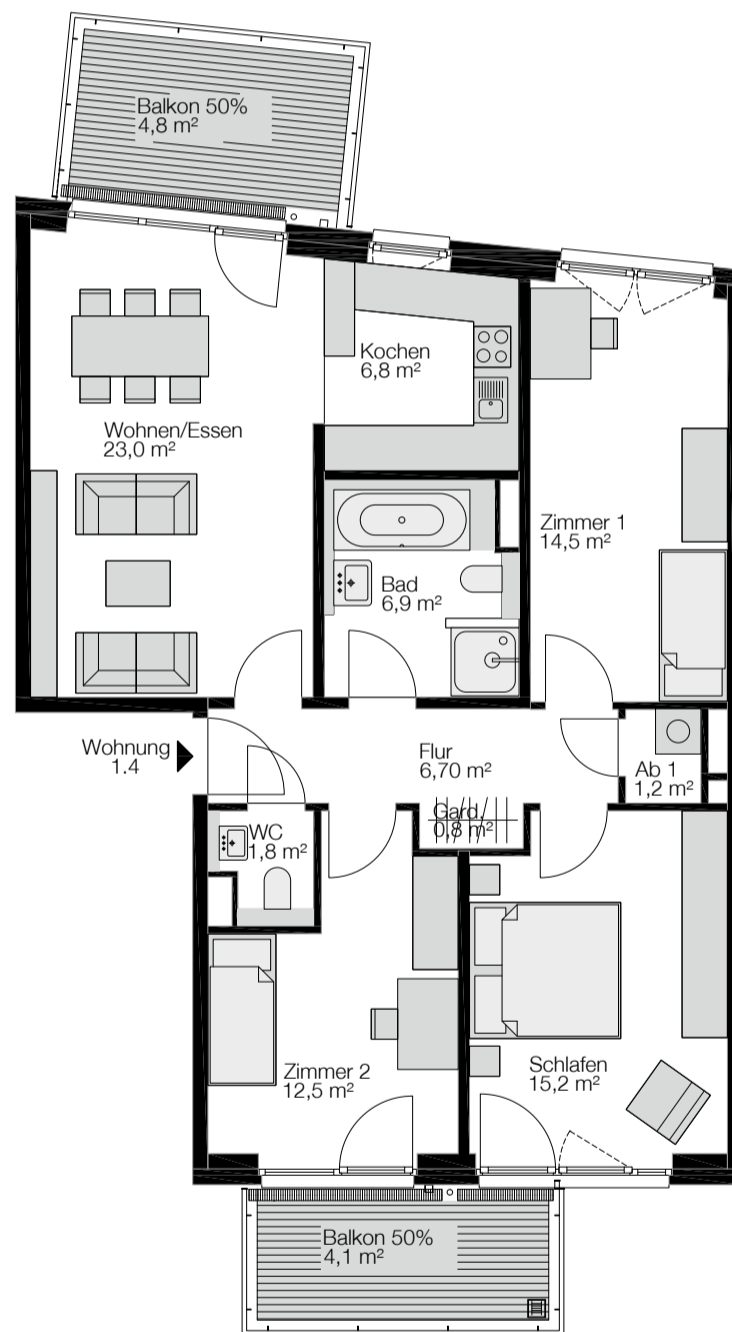 Balkon 50%
4,8 m²
Kochen
6,8 m²
Wohnen/Essen
23,0 m²
Zimmer 1
14,5 m²
Bad
6,9 m²
Wohnung
1.4
Flur
6,70 m²
Ab 1
1,2 m²
Gard.
0,8 m²
WC
1,8 m²
Zimmer 2
12,5 m²
Schlafen
15,2 m²
Balkon 50%
4,1 m²